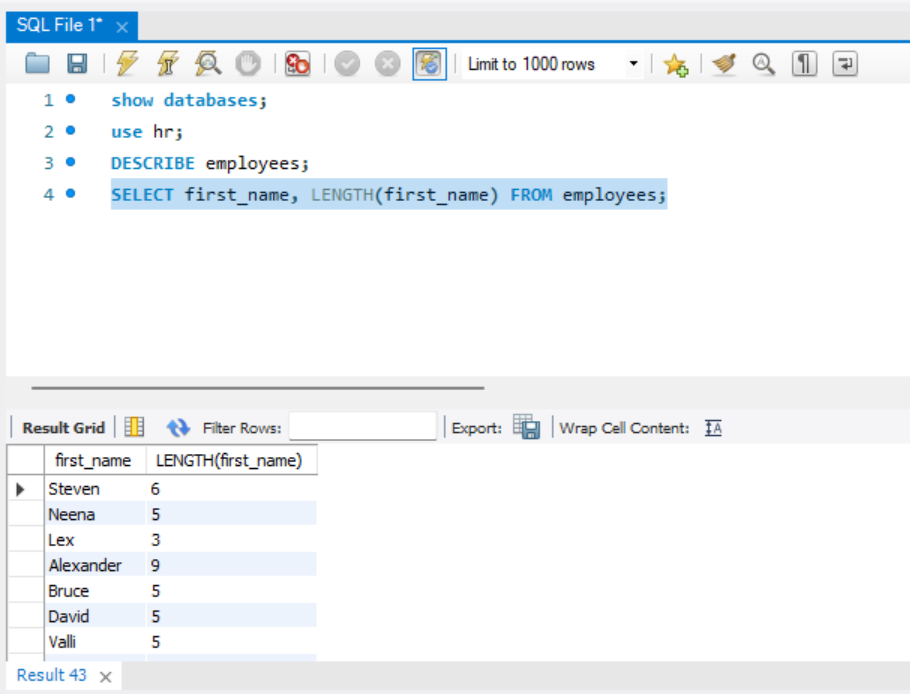 SQL File 1*
Limit to 1000 rows
1 show databases;
2 use hr;
3 DESCRIBE employees;
4 SELECT first_name, LENGTH(first_name) FROM employees;
Result Grid Filter Rows: Export: Wrap Cell Content: IA
first_name LENGTH(first_name)
Steven 6
Neena 5
Lex 3
Alexander 9
Bruce 5
David 5
Valli 5
Result 43